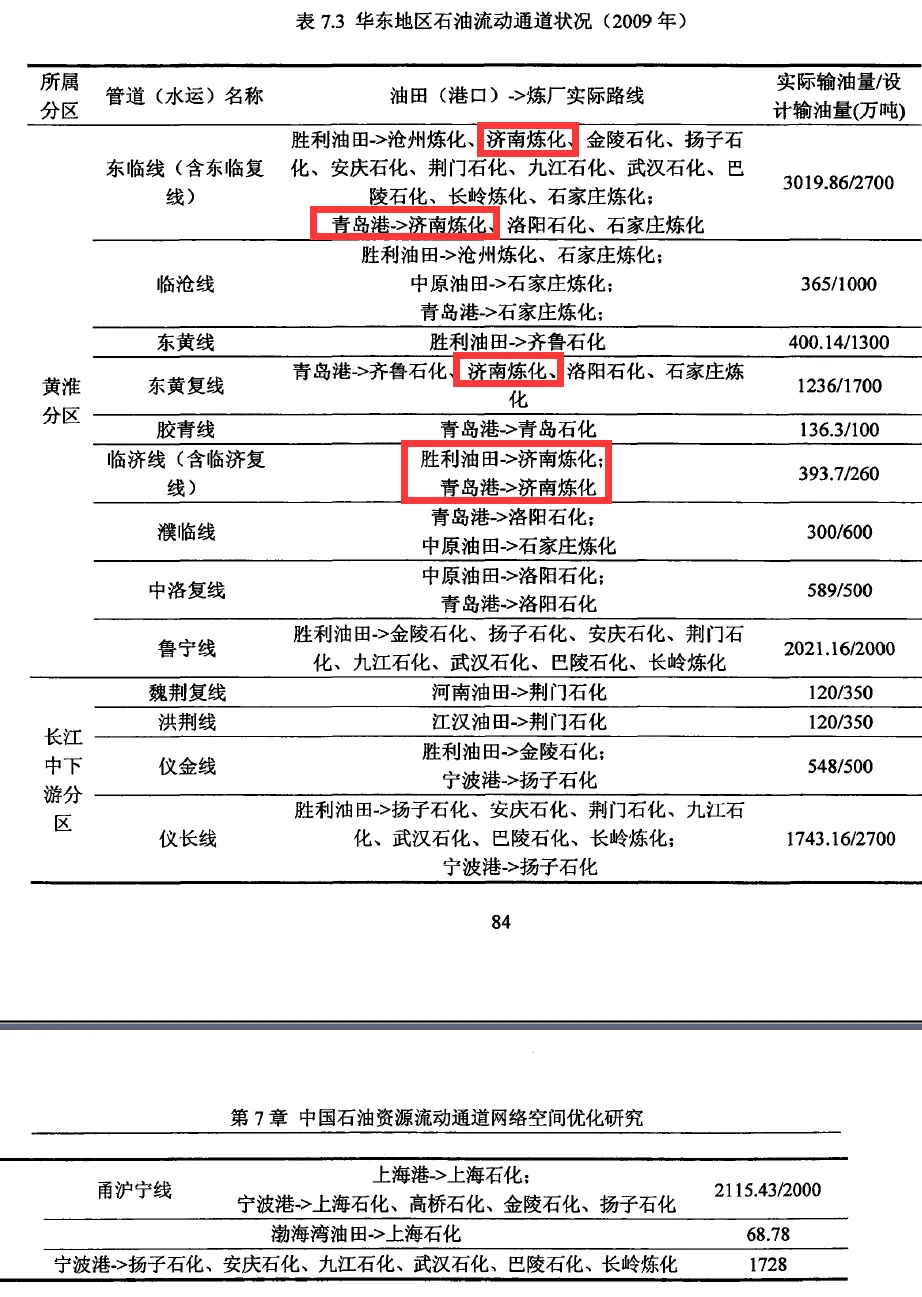 表 7.3 华东地区石油流动通道状况（2009 年）
所属
分区
管道（水运）名称
油田（港口）->炼厂实际路线
实际输油量/设
计输油量(万吨)
东临线（含东临复
线）
胜利油田->沧州炼化、济南炼化、金陵石化、扬子石
化、安庆石化、荆门石化、九江石化、武汉石化、巴
陵石化、长岭炼化、石家庄炼化；
青岛港->济南炼化、洛阳石化、石家庄炼化
3019.86/2700
临沧线
胜利油田->沧州炼化、石家庄炼化；
中原油田->石家庄炼化；
青岛港->石家庄炼化；
365/1000
东黄线
胜利油田->齐鲁石化
400.14/1300
黄淮
分区
东黄复线
青岛港->齐鲁石化、济南炼化、洛阳石化、石家庄炼
化
1236/1700
胶青线
青岛港->青岛石化
136.3/100
临济线（含临济复
线）
胜利油田->济南炼化；
青岛港->济南炼化
393.7/260
濮临线
青岛港->洛阳石化；
中原油田->石家庄炼化
300/600
中洛复线
中原油田->洛阳石化；
青岛港->洛阳石化
589/500
鲁宁线
胜利油田->金陵石化、扬子石化、安庆石化、荆门石
化、九江石化、武汉石化、巴陵石化、长岭炼化
2021.16/2000
长江
中下
游分
区
魏荆复线
河南油田->荆门石化
120/350
洪荆线
江汉油田->荆门石化
120/350
仪金线
胜利油田->金陵石化；
宁波港->扬子石化
548/500
仪长线
胜利油田->扬子石化、安庆石化、荆门石化、九江石
化、武汉石化、巴陵石化、长岭炼化；
宁波港->扬子石化
1743.16/2700
84
第 7 章 中国石油资源流动通道网络空间优化研究
甬沪宁线
上海港->上海石化；
宁波港->上海石化、高桥石化、金陵石化、扬子石化
2115.43/2000
渤海湾油田->上海石化
68.78
宁波港->扬子石化、安庆石化、九江石化、武汉石化、巴陵石化、长岭炼化
1728